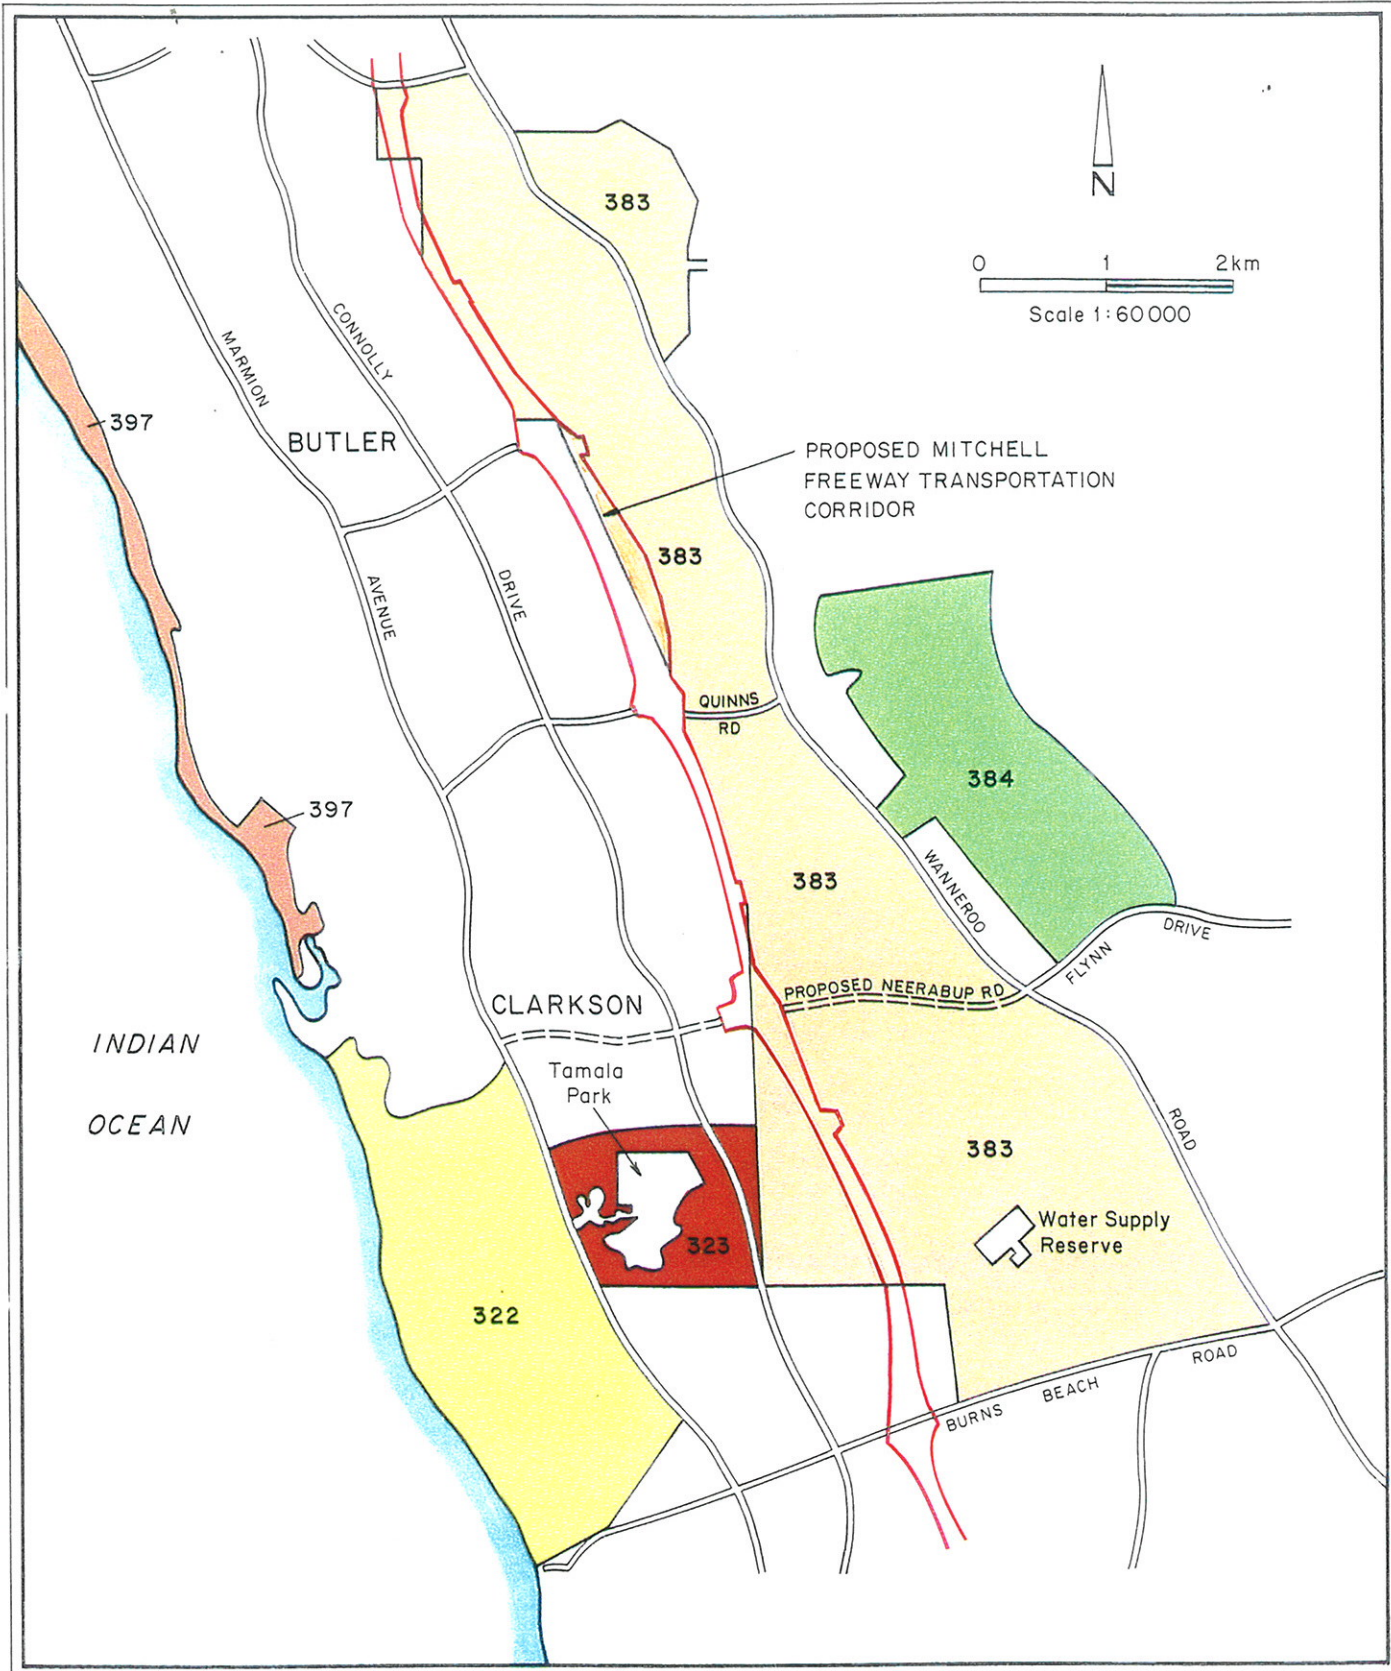 383
N
0 1 2km
Scale 1:60 000
MARMION
CONNOLLY
397
BUTLER
PROPOSED MITCHELL
FREEWAY TRANSPORTATION
CORRIDOR
383
AVENUE
DRIVE
QUINNS
RD
384
397
383
WANNEROO
FLYNN
DRIVE
PROPOSED NEERABUP RD
CLARKSON
INDIAN
OCEAN
Tamala
Park
ROAD
383
Water Supply
Reserve
323
322
BURNS
BEACH
ROAD